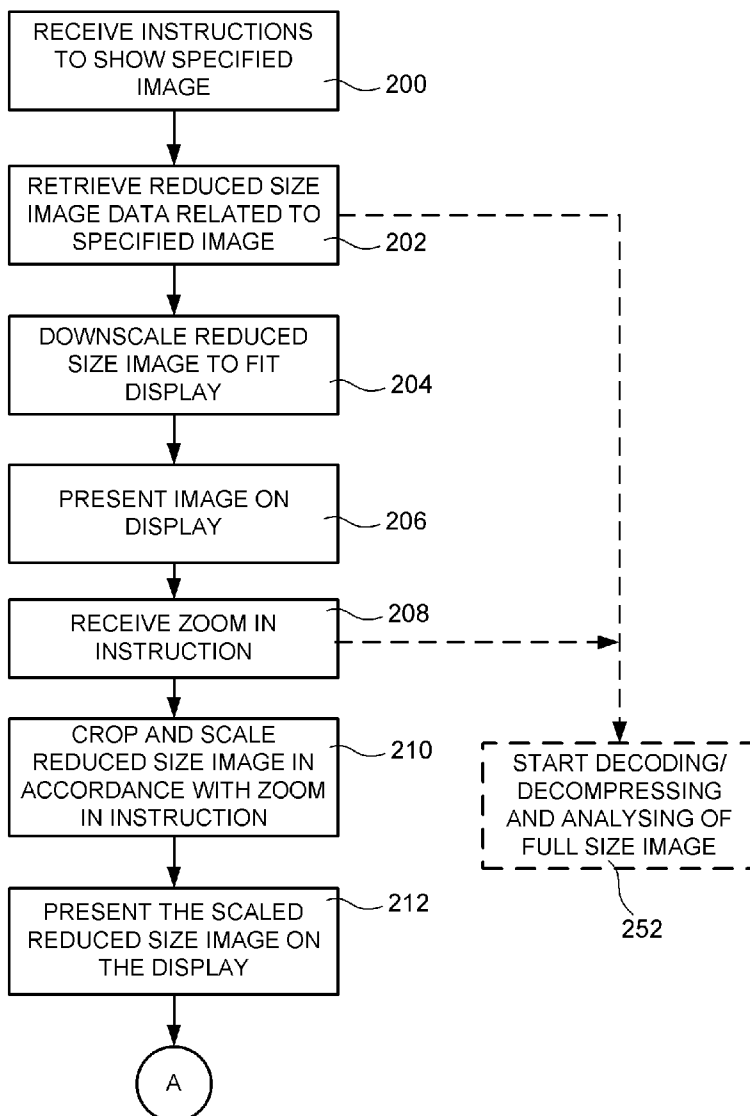 RECEIVE INSTRUCTIONS
TO SHOW SPECIFIED
IMAGE
200
RETRIEVE REDUCED SIZE
IMAGE DATA RELATED TO
SPECIFIED IMAGE
202
DOWNSCALE REDUCED
SIZE IMAGE TO FIT
DISPLAY
204
PRESENT IMAGE ON
DISPLAY
206
RECEIVE ZOOM IN
INSTRUCTION
208
CROP AND SCALE
REDUCED SIZE IMAGE IN
ACCORDANCE WITH ZOOM
IN INSTRUCTION
210
START DECODING/
DECOMPRESSING
AND ANALYSING OF
FULL SIZE IMAGE
252
PRESENT THE SCALED
REDUCED SIZE IMAGE ON
THE DISPLAY
212
A